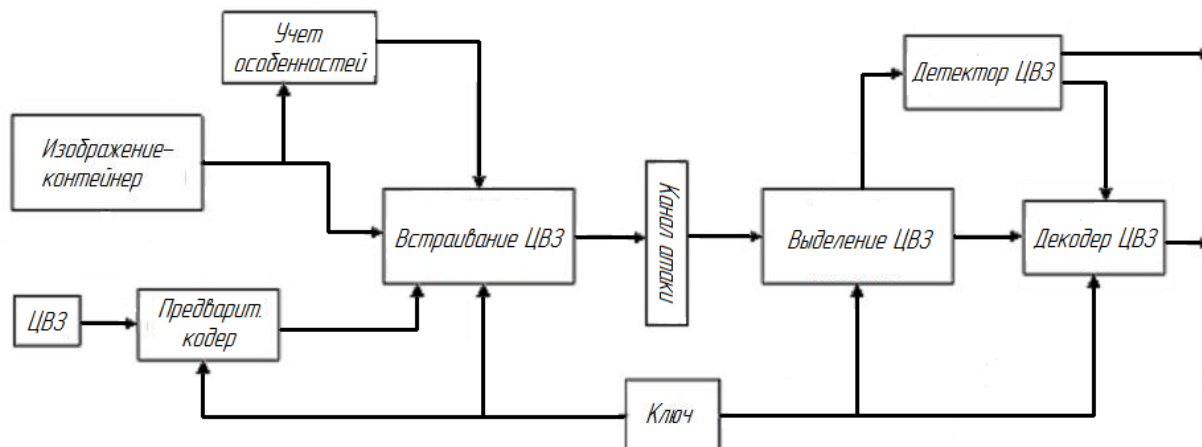 Учет
особенностей
Детектор ЦВЗ
Изображение-
контейнер
Встраивание ЦВЗ
Канал атаки
Выделение ЦВЗ
Декодер ЦВЗ
ЦВЗ
Предварит.
кодер
Ключ